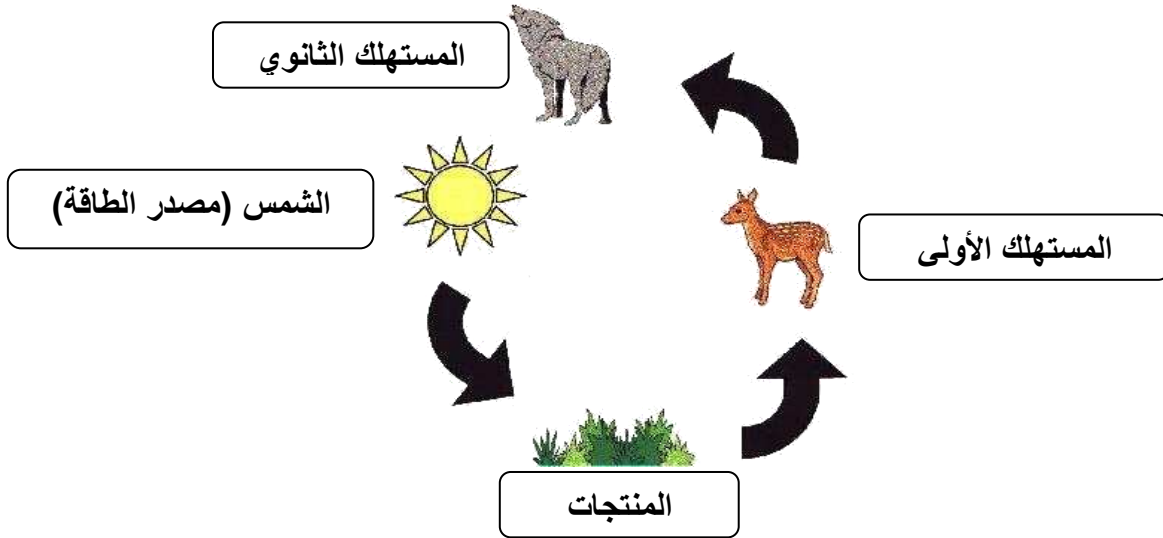 المستهلك الثانوي
الشمس (مصدر الطاقة)
المستهلك الأولى
المنتجات